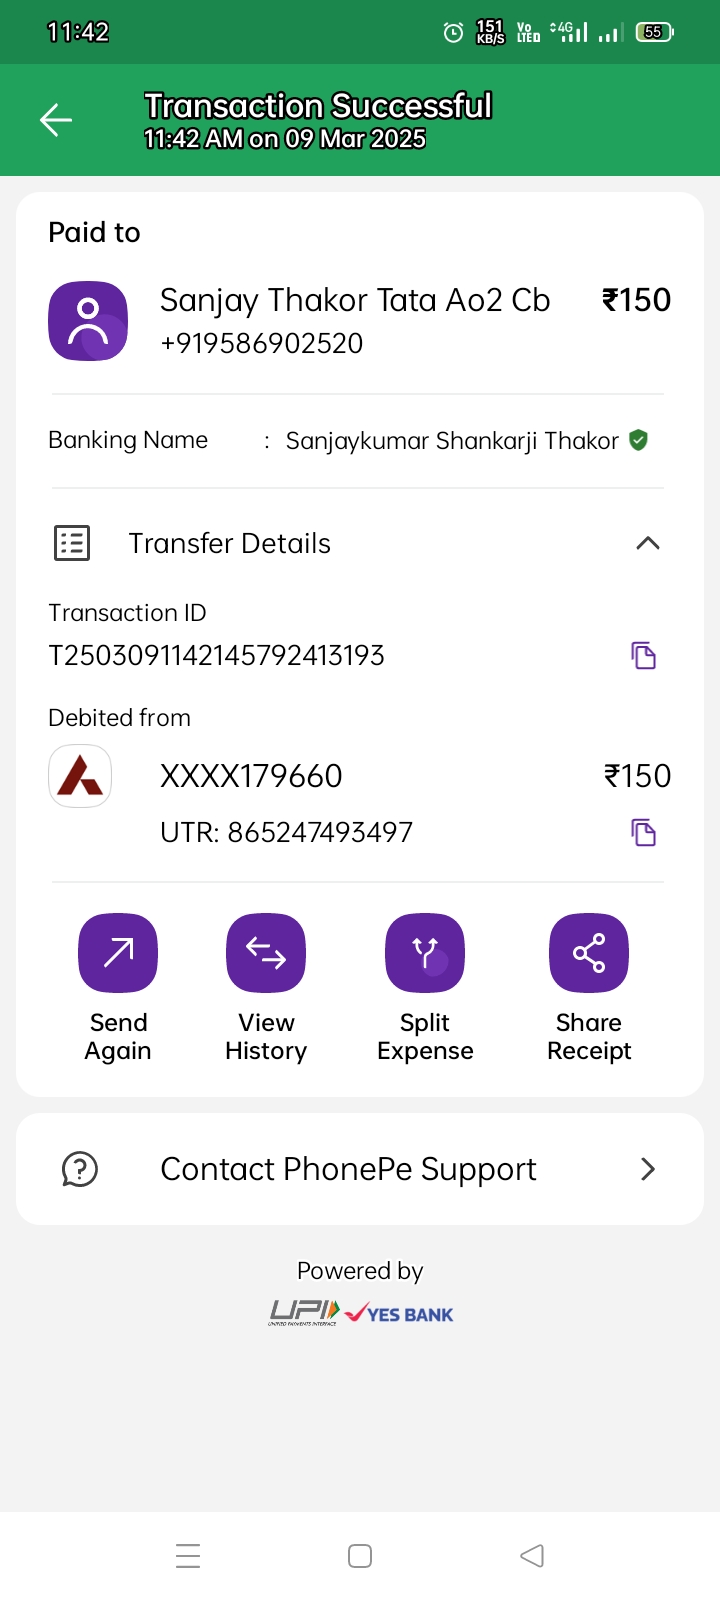 11:42
151 KB/S
Vo LTED
4G
55
Transaction Successful
11:42 AM on 09 Mar 2025
Paid to
Sanjay Thakor Tata Ao2 Cb ₹150
+919586902520
Banking Name : Sanjaykumar Shankarji Thakor
Transfer Details
Transaction ID
T2503091142145792413193
Debited from
XXXX179660 ₹150
UTR: 865247493497
Send Again
View History
Split Expense
Share Receipt
Contact PhonePe Support
Powered by
UPI YES BANK
UNIFIED PAYMENTS INTERFACE